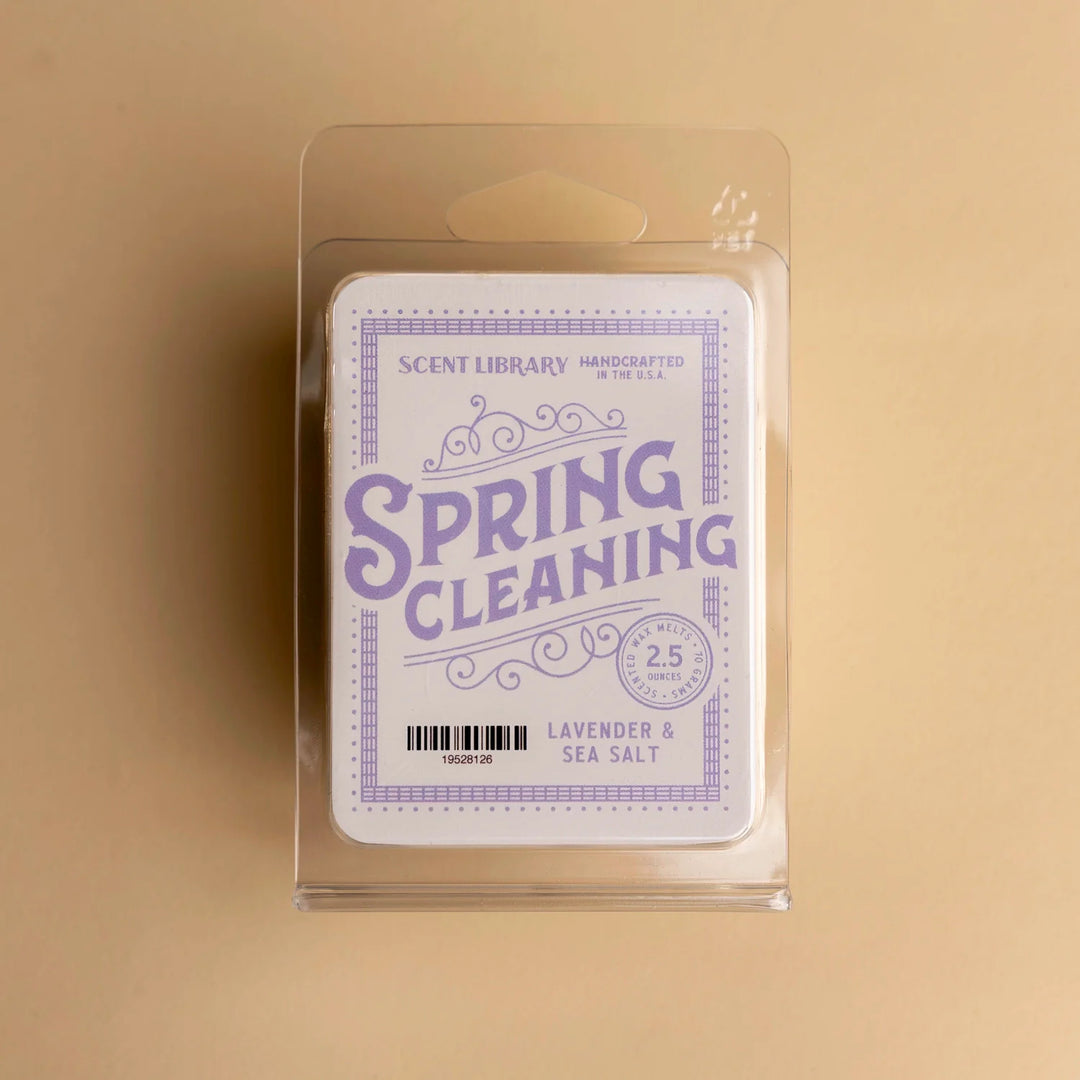 SCENT LIBRARY
HANDCRAFTED
IN THE U.S.A.
SPRING
CLEANING
SCENTED WAX MELTS • 70 GRAMS •
2.5
OUNCES
LAVENDER &
SEA SALT
19528126